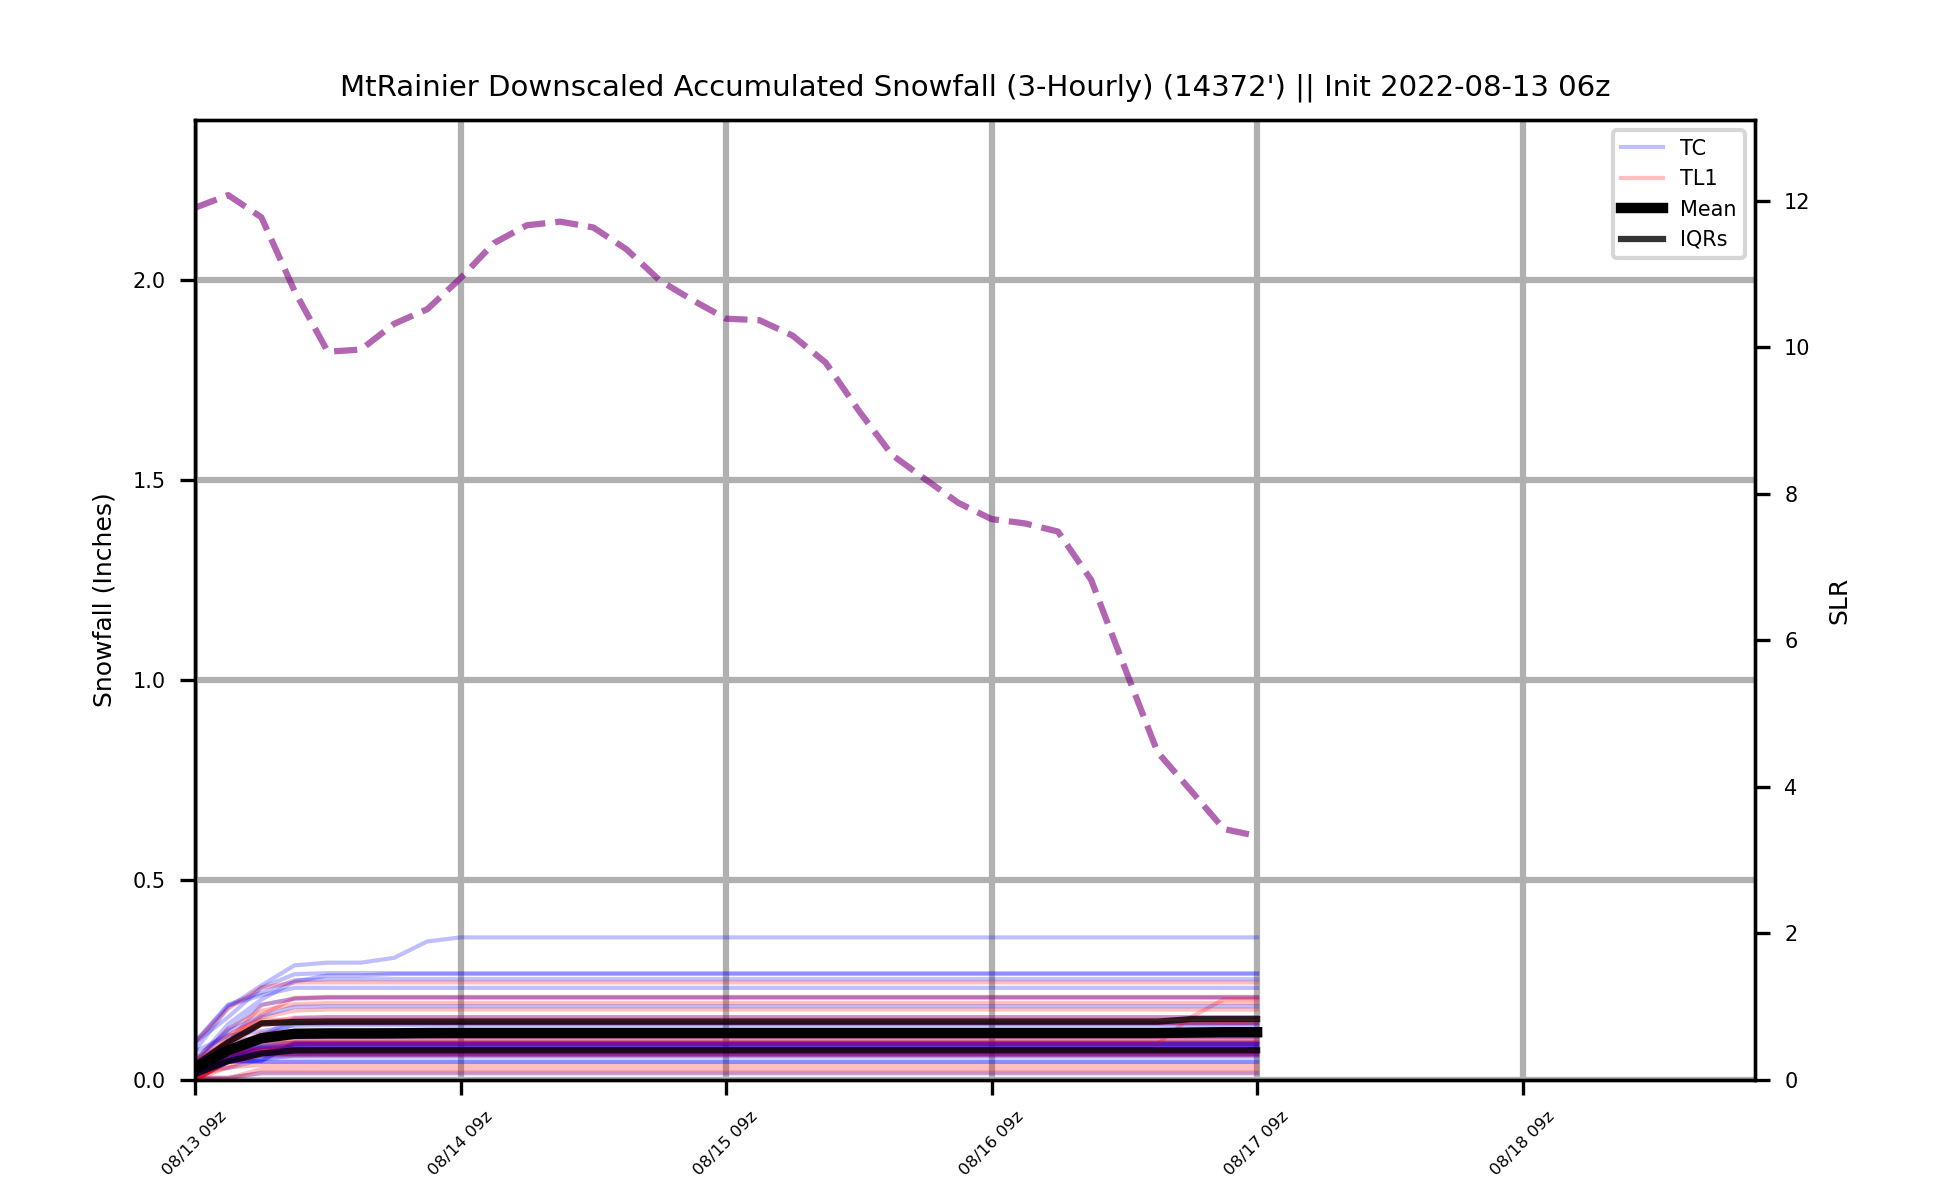 MtRainier Downscaled Accumulated Snowfall (3-Hourly) (14372') || Init 2022-08-13 06z
TC
TL1
Mean
IQRs
Snowfall (Inches)
2.0
1.5
1.0
0.5
0.0
12
10
8
6
4
2
0
SLR
08/13 09z
08/14 09z
08/15 09z
08/16 09z
08/17 09z
08/18 09z